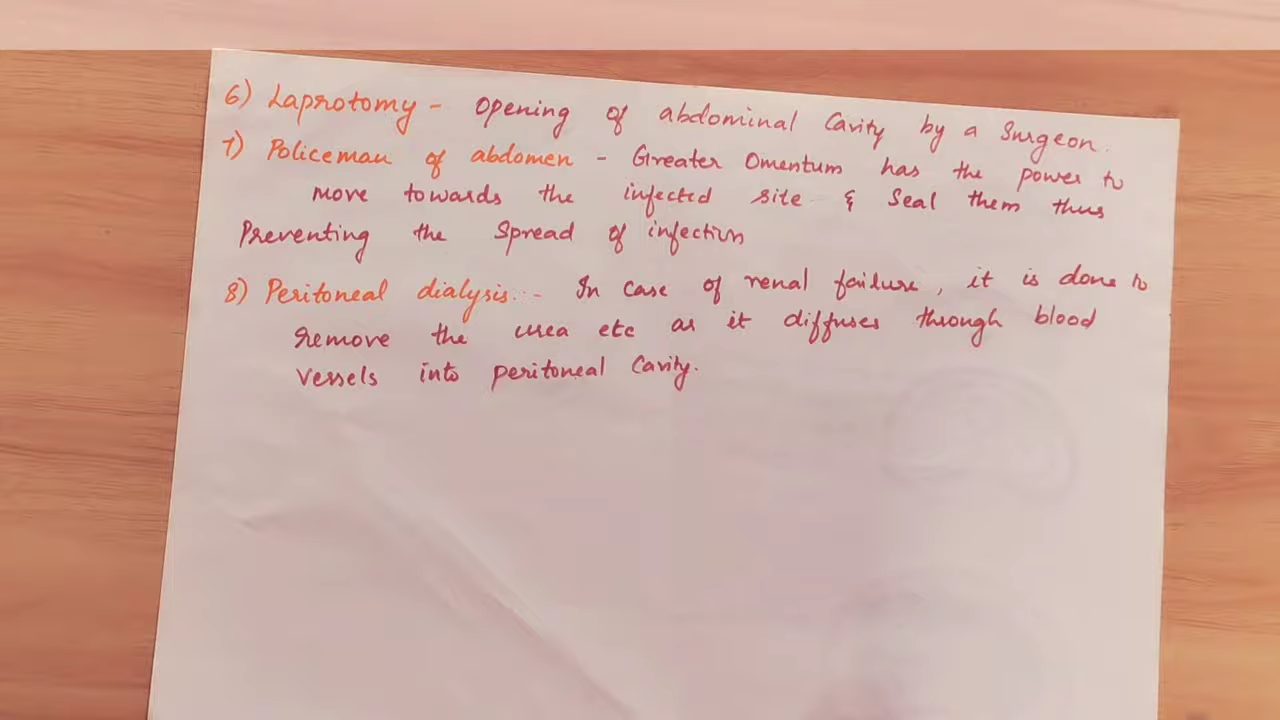 6) Laprotomy - Opening of abdominal Cavity by a Surgeon.
7) Policeman of abdomen - Greater Omentum has the power to
move towards the infected site & Seal them thus
Preventing the Spread of infection
8) Peritoneal dialysis:- In case of renal failure, it is done to
remove the urea etc as it diffuses through blood
vessels into peritoneal Cavity.